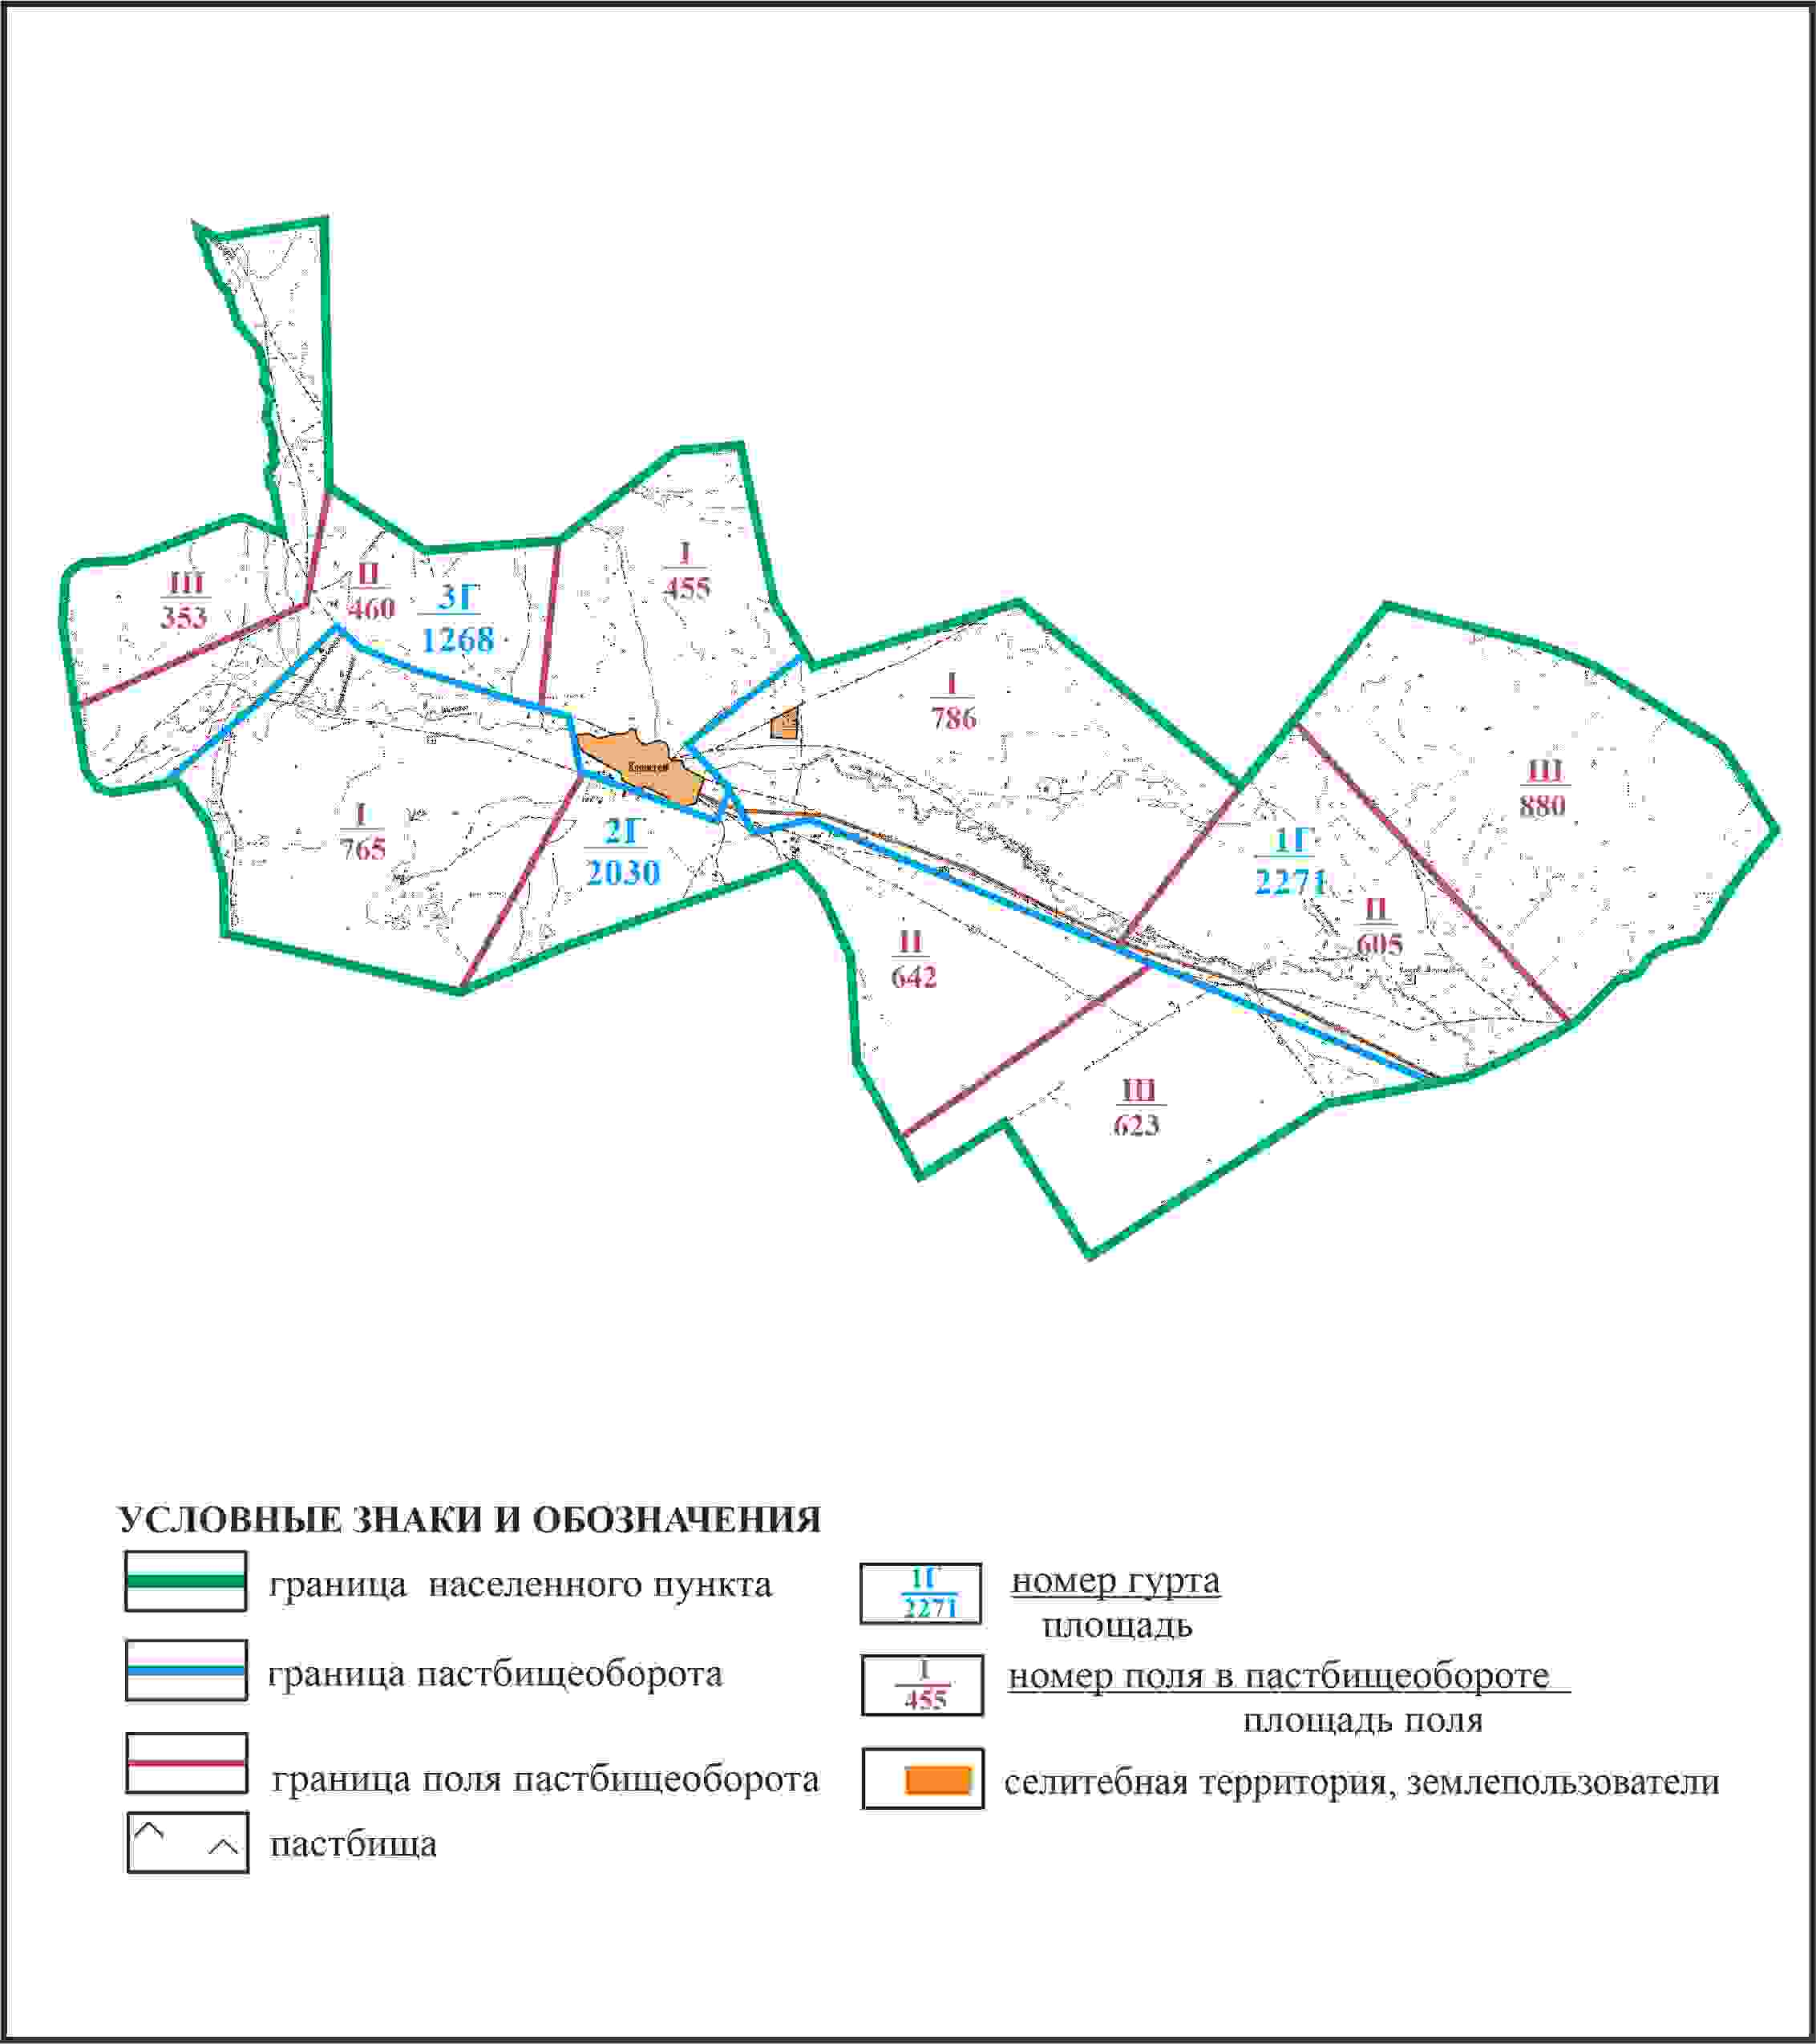 I
455
III
353
II
460
3Г
1268
I
786
III
880
I
765
2Г
2030
1Г
2271
II
605
II
642
III
623
УСЛОВНЫЕ ЗНАКИ И ОБОЗНАЧЕНИЯ
граница населенного пункта
граница пастбищеоборота
граница поля пастбищеоборота
пастбища
1Г
2271
номер гурта
площадь
I
455
номер поля в пастбищеобороте
площадь поля
селитебная территория, землепользователи